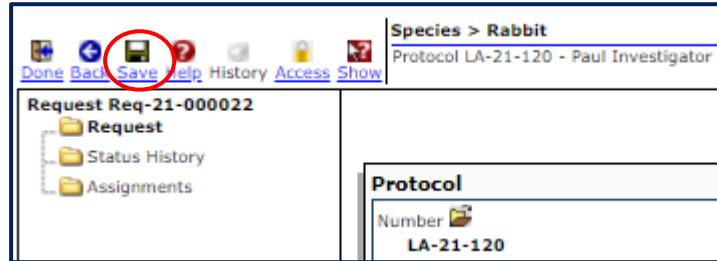 Species > Rabbit
Protocol LA-21-120 - Paul Investigator
Done Back Save Help History Access Show
Request Req-21-000022
Request
Status History
Assignments
Protocol
Number
LA-21-120